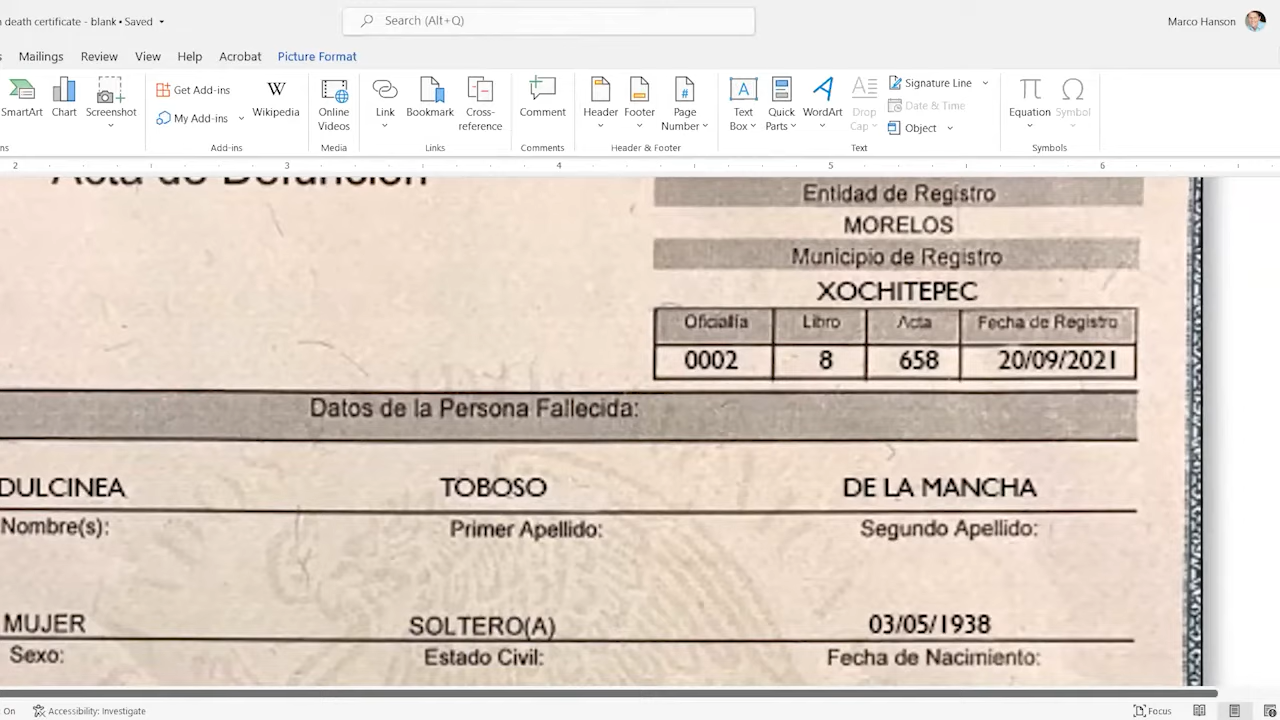 death certificate - blank • Saved
Search (Alt+Q)
Marco Hanson
Mailings Review View Help Acrobat Picture Format
SmartArt Chart Screenshot
Get Add-ins
My Add-ins
Wikipedia
Online Videos
Link Bookmark Cross-reference
Comment
Header Footer Page Number
Text Box Quick Parts WordArt Drop Cap
Signature Line
Date & Time
Object
Equation Symbol
Add-ins Media Links Comments Header & Footer Text Symbols
2 3 4 5 6
Acta de Defunción
Entidad de Registro
MORELOS
Municipio de Registro
XOCHITEPEC
Oficialía Libro Acta Fecha de Registro
0002 8 658 20/09/2021
Datos de la Persona Fallecida:
DULCINEA TOBOSO DE LA MANCHA
Nombre(s): Primer Apellido: Segundo Apellido:
MUJER SOLTERO(A) 03/05/1938
Sexo: Estado Civil: Fecha de Nacimiento:
On Accessibility: Investigate Focus